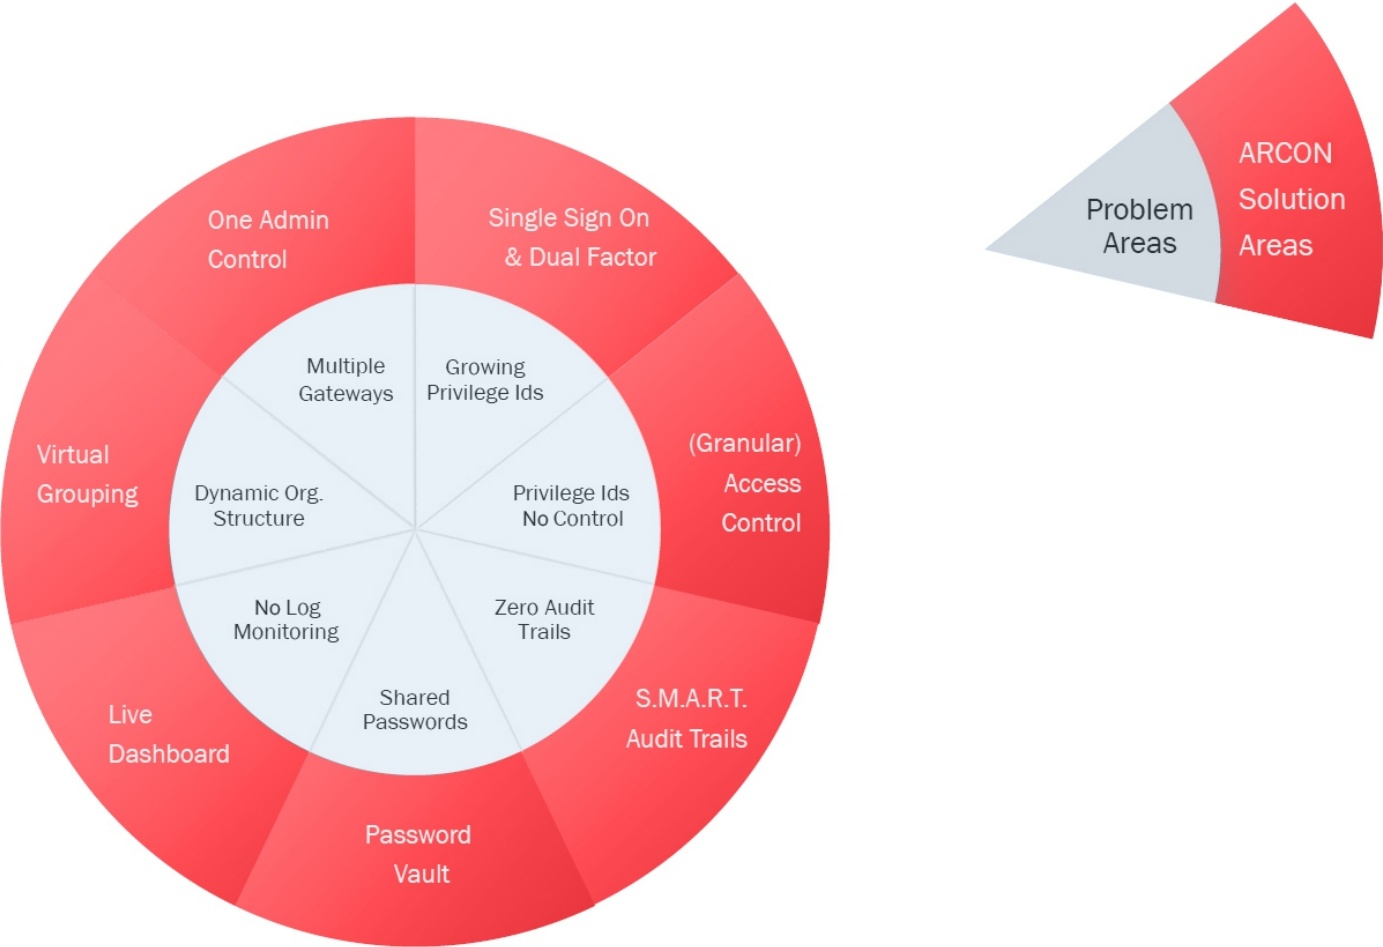 One Admin
Control
Single Sign On
& Dual Factor
(Granular)
Access
Control
S.M.A.R.T.
Audit Trails
Password
Vault
Live
Dashboard
Virtual
Grouping
Multiple
Gateways
Growing
Privilege Ids
Privilege Ids
No Control
Zero Audit
Trails
Shared
Passwords
No Log
Monitoring
Dynamic Org.
Structure
Problem
Areas
ARCON
Solution
Areas